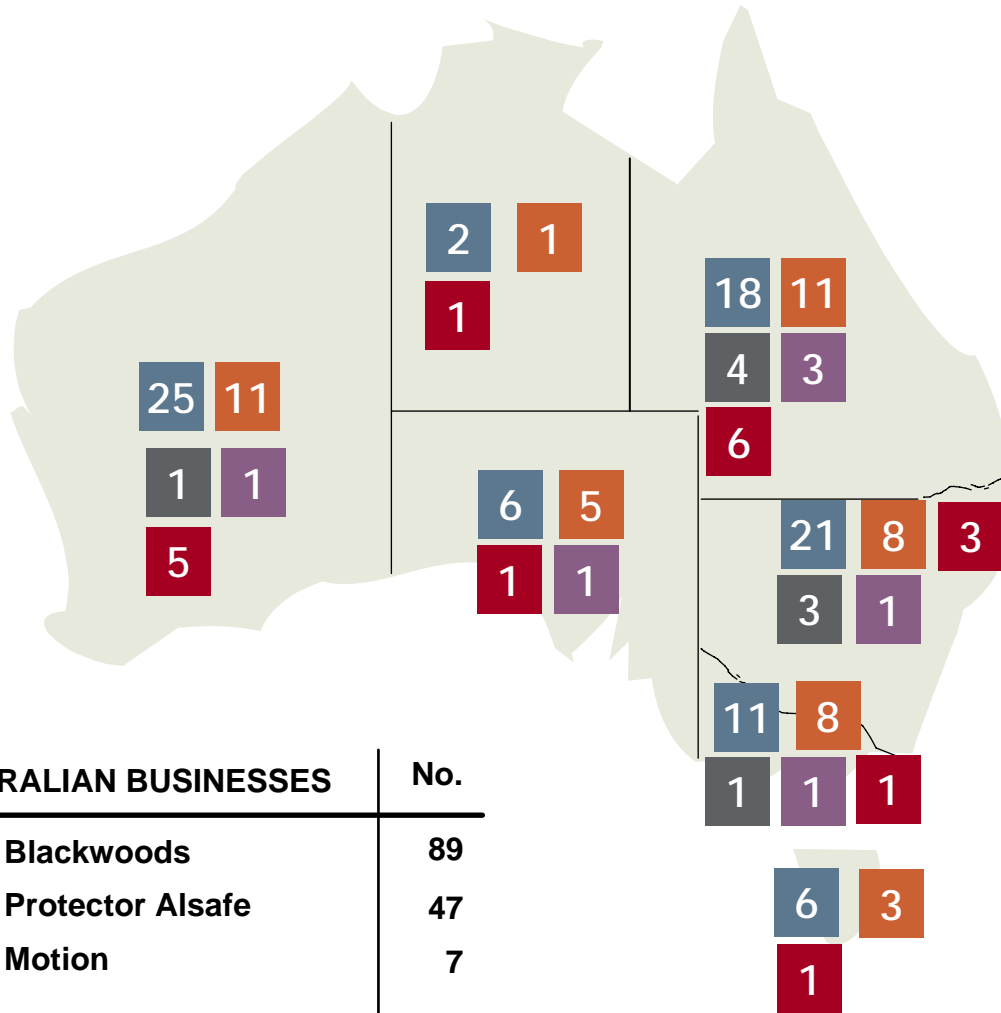 2 1
1
18 11
4 3
6
25 11
1 1
5
6 5
1 1
21 8 3
3 1
11 8
1 1 1
RALIAN BUSINESSES No.
Blackwoods 89
Protector Alsafe 47
Motion 7
6 3
1